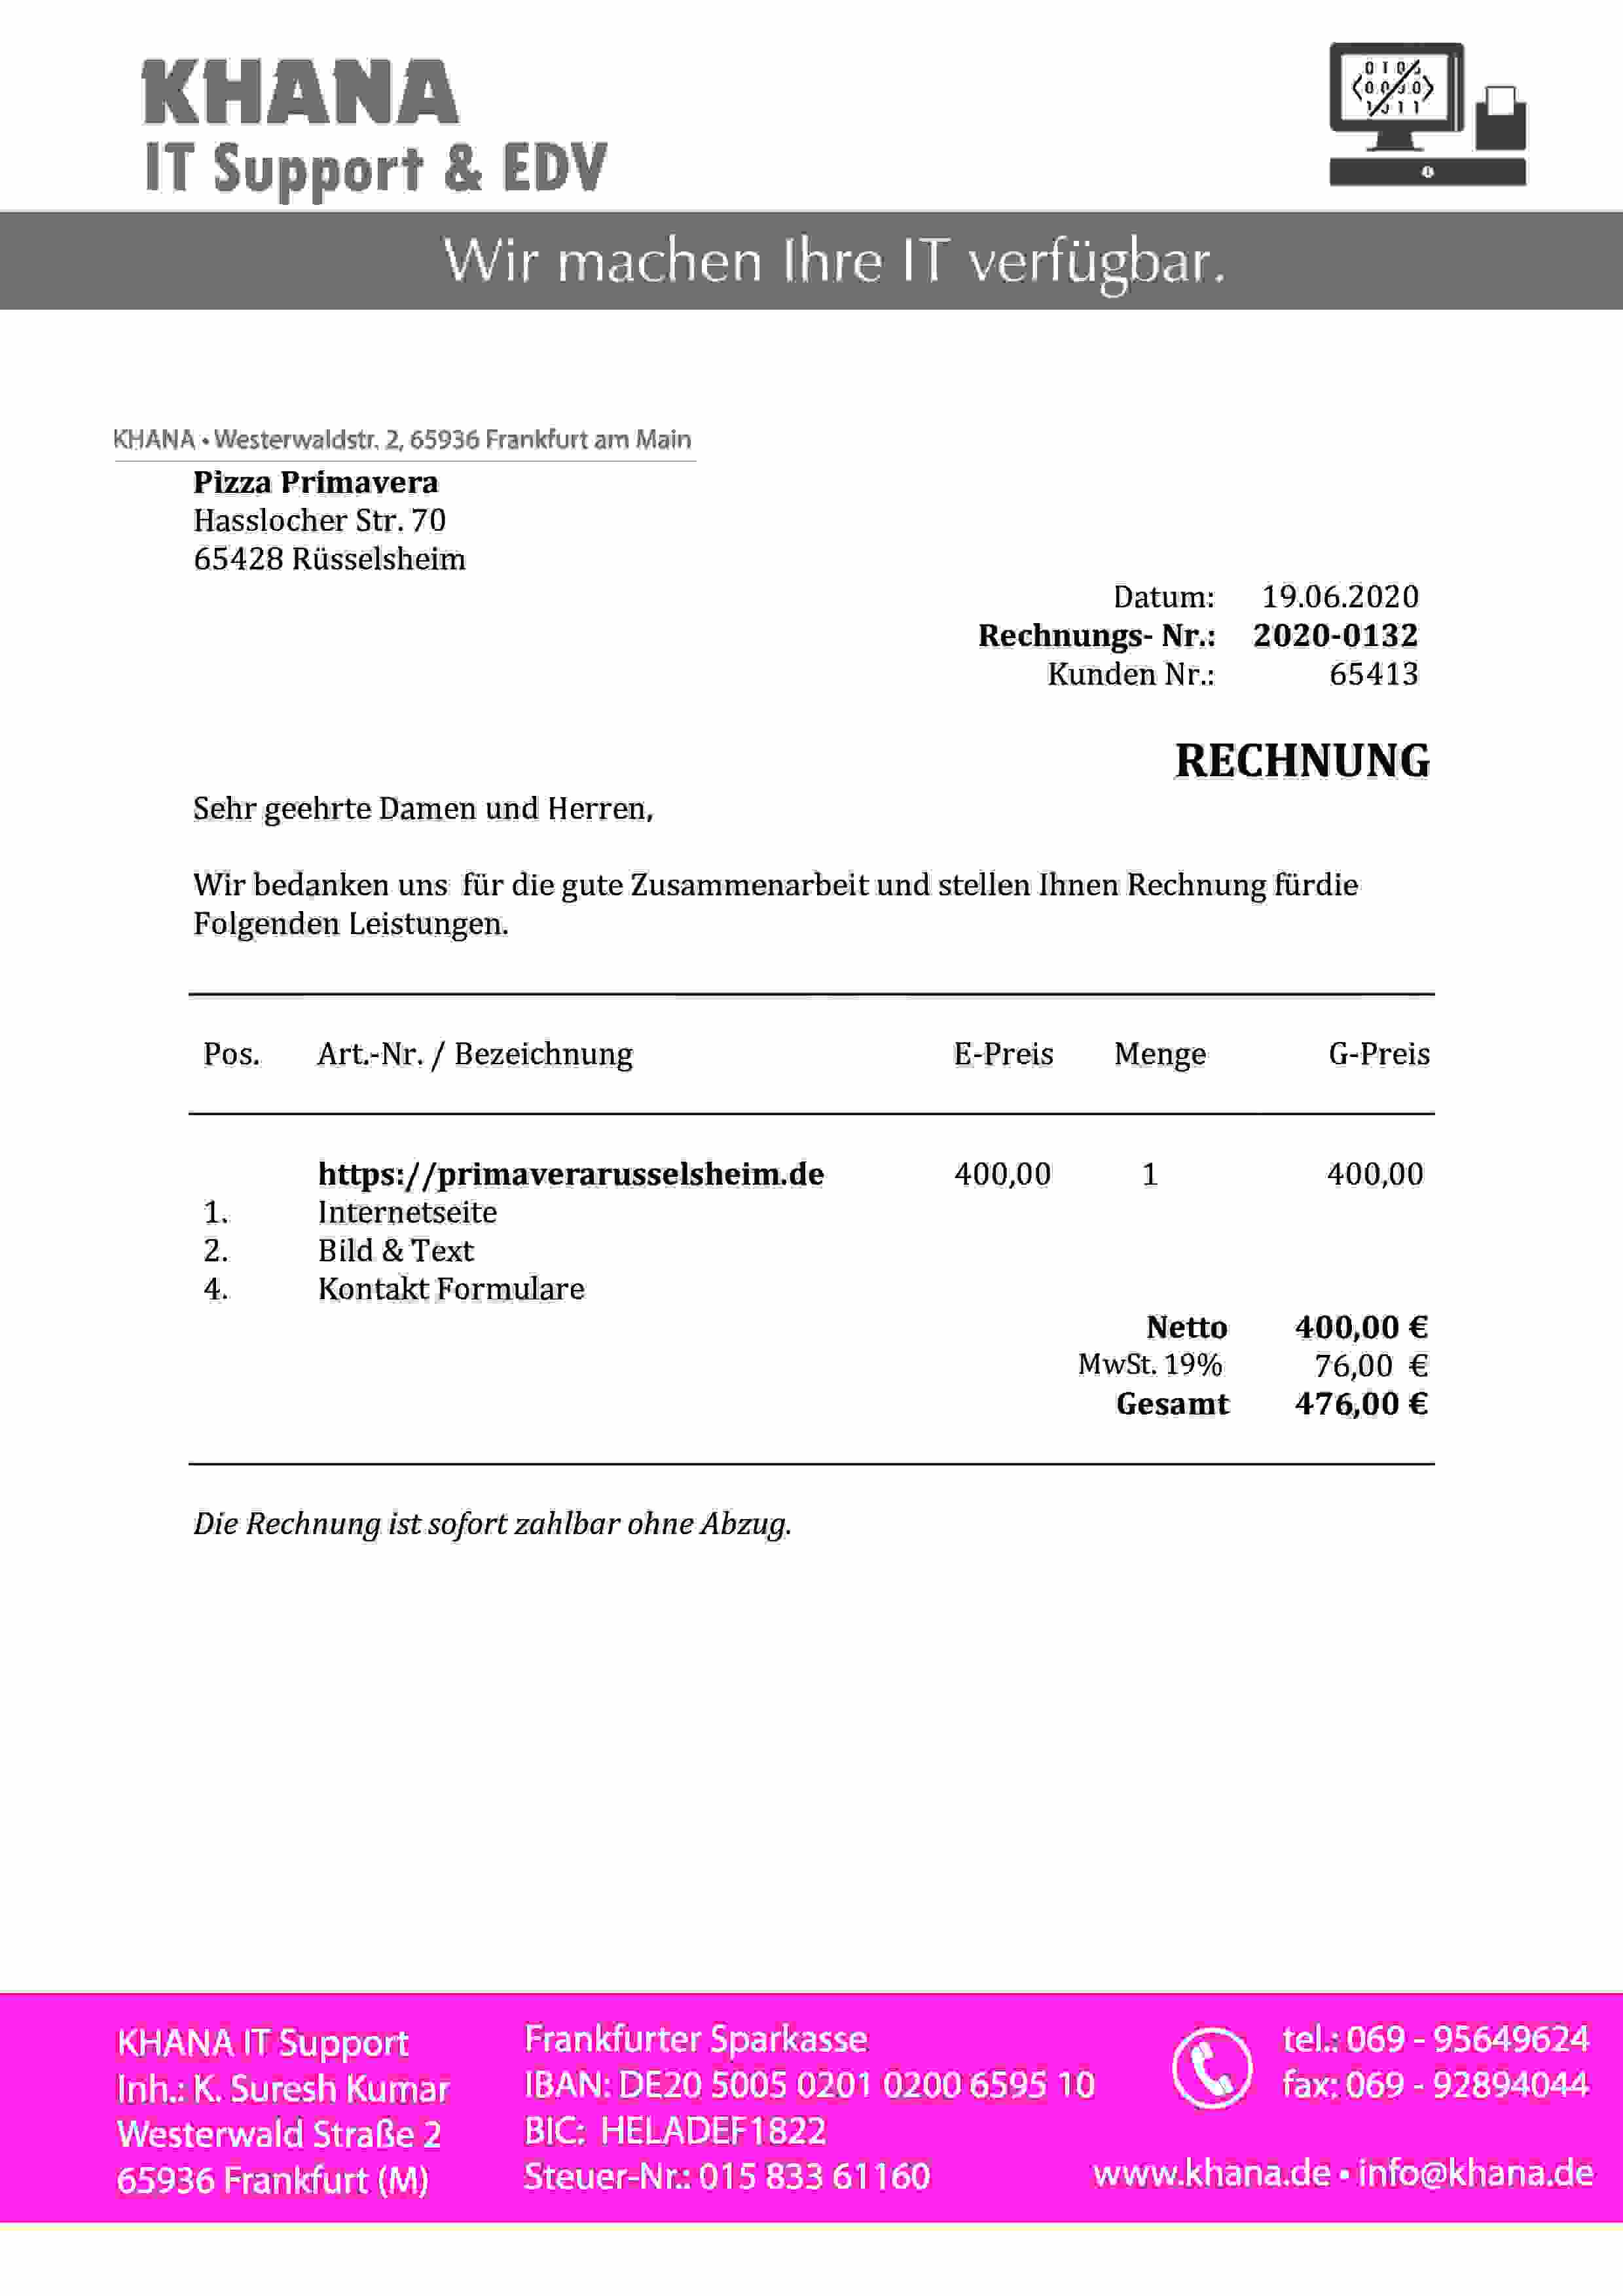 KHANA
IT Support & EDV
Wir machen Ihre IT verfügbar.
KHANA • Westerwaldstr. 2, 65936 Frankfurt am Main
Pizza Primavera
Hasslocher Str. 70
65428 Rüsselsheim
Datum: 19.06.2020
Rechnungs- Nr.: 2020-0132
Kunden Nr.: 65413
RECHNUNG
Sehr geehrte Damen und Herren,
Wir bedanken uns für die gute Zusammenarbeit und stellen Ihnen Rechnung fürdie
Folgenden Leistungen.
Pos. Art.-Nr. / Bezeichnung E-Preis Menge G-Preis
https://primaverarusselsheim.de 400,00 1 400,00
1. Internetseite
2. Bild & Text
4. Kontakt Formulare
Netto 400,00 €
MwSt. 19% 76,00 €
Gesamt 476,00 €
Die Rechnung ist sofort zahlbar ohne Abzug.
KHANA IT Support
Inh.: K. Suresh Kumar
Westerwald Straße 2
65936 Frankfurt (M)
Frankfurter Sparkasse
IBAN: DE20 5005 0201 0200 6595 10
BIC: HELADEF1822
Steuer-Nr.: 015 833 61160
tel.: 069 - 95649624
fax: 069 - 92894044
www.khana.de • info@khana.de